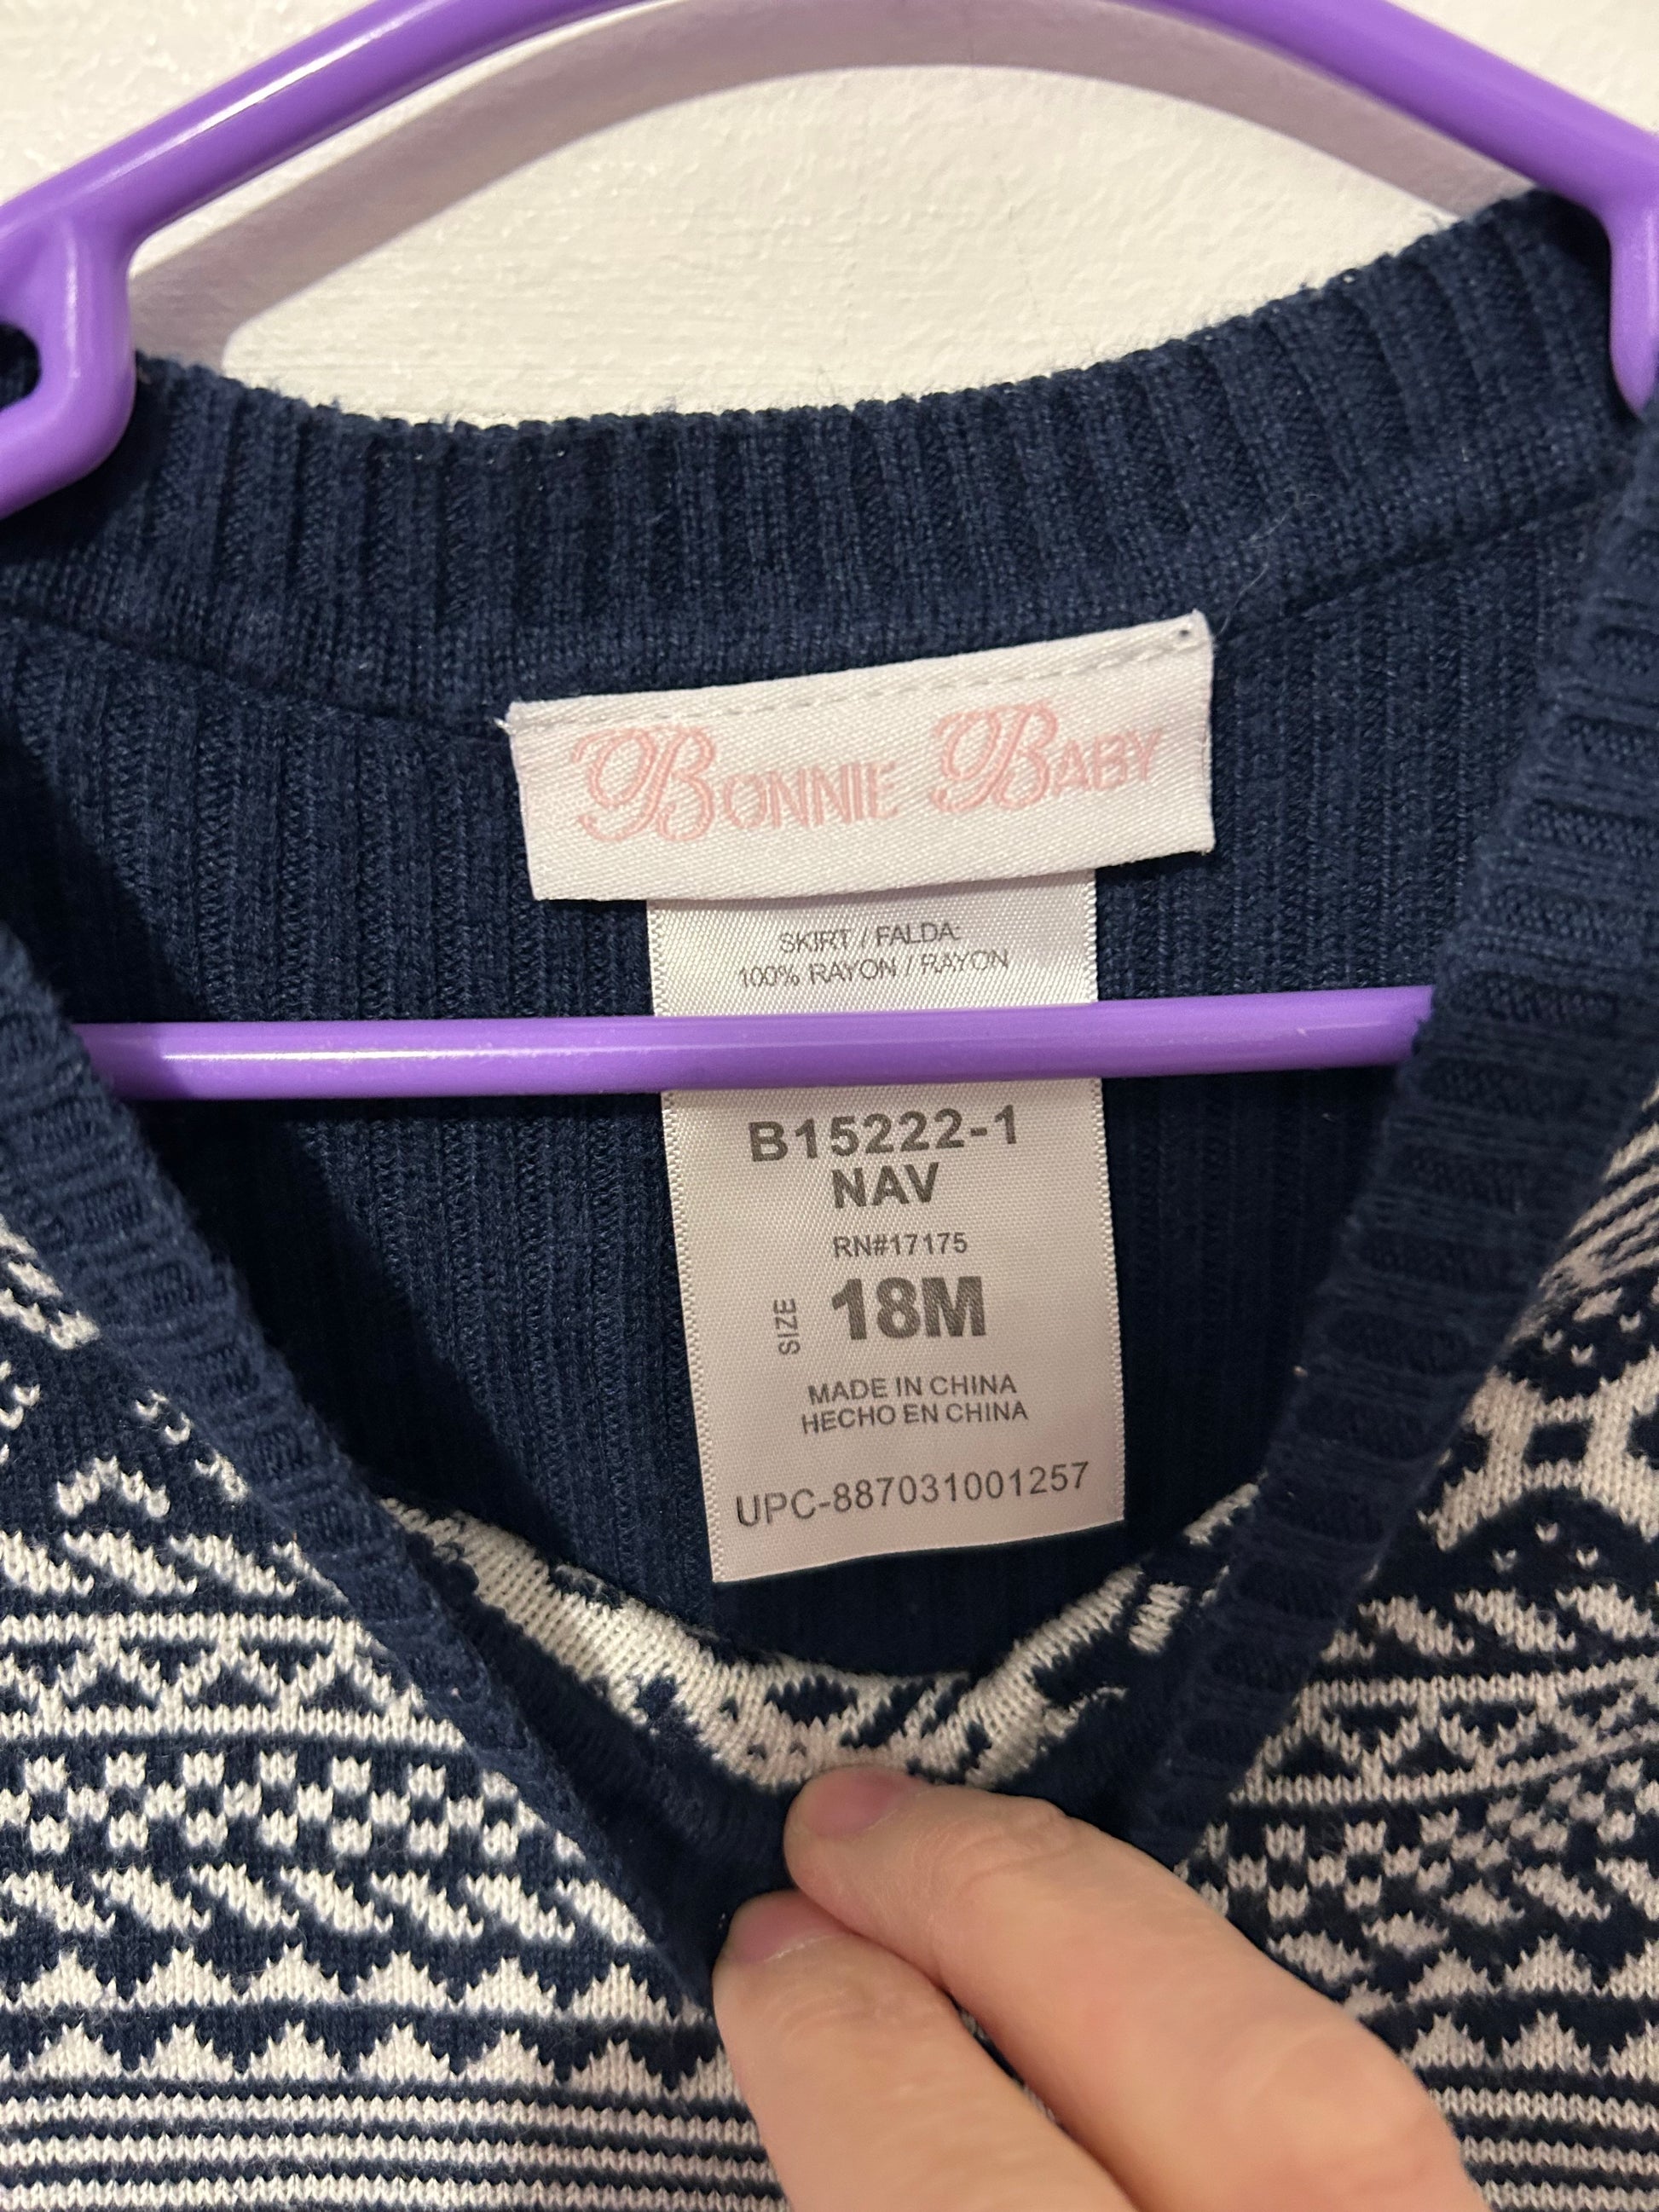 BONNIE BABY
SKIRT / FALDA:
100% RAYON / RAYON
B15222-1
NAV
RN#17175
SIZE 18M
MADE IN CHINA
HECHO EN CHINA
UPC-887031001257